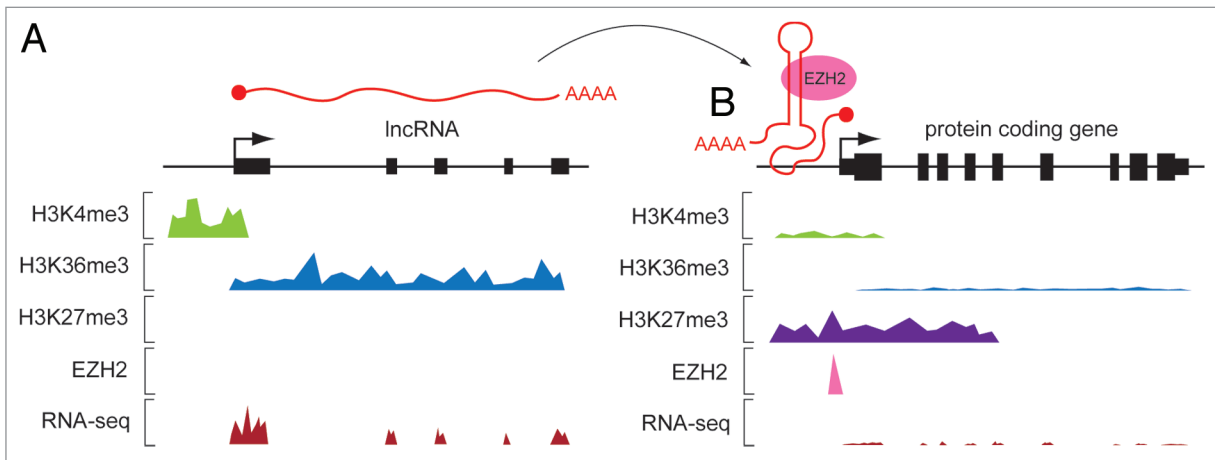 A
AAAA
lncRNA
H3K4me3
H3K36me3
H3K27me3
EZH2
RNA-seq
B
EZH2
AAAA
protein coding gene
H3K4me3
H3K36me3
H3K27me3
EZH2
RNA-seq